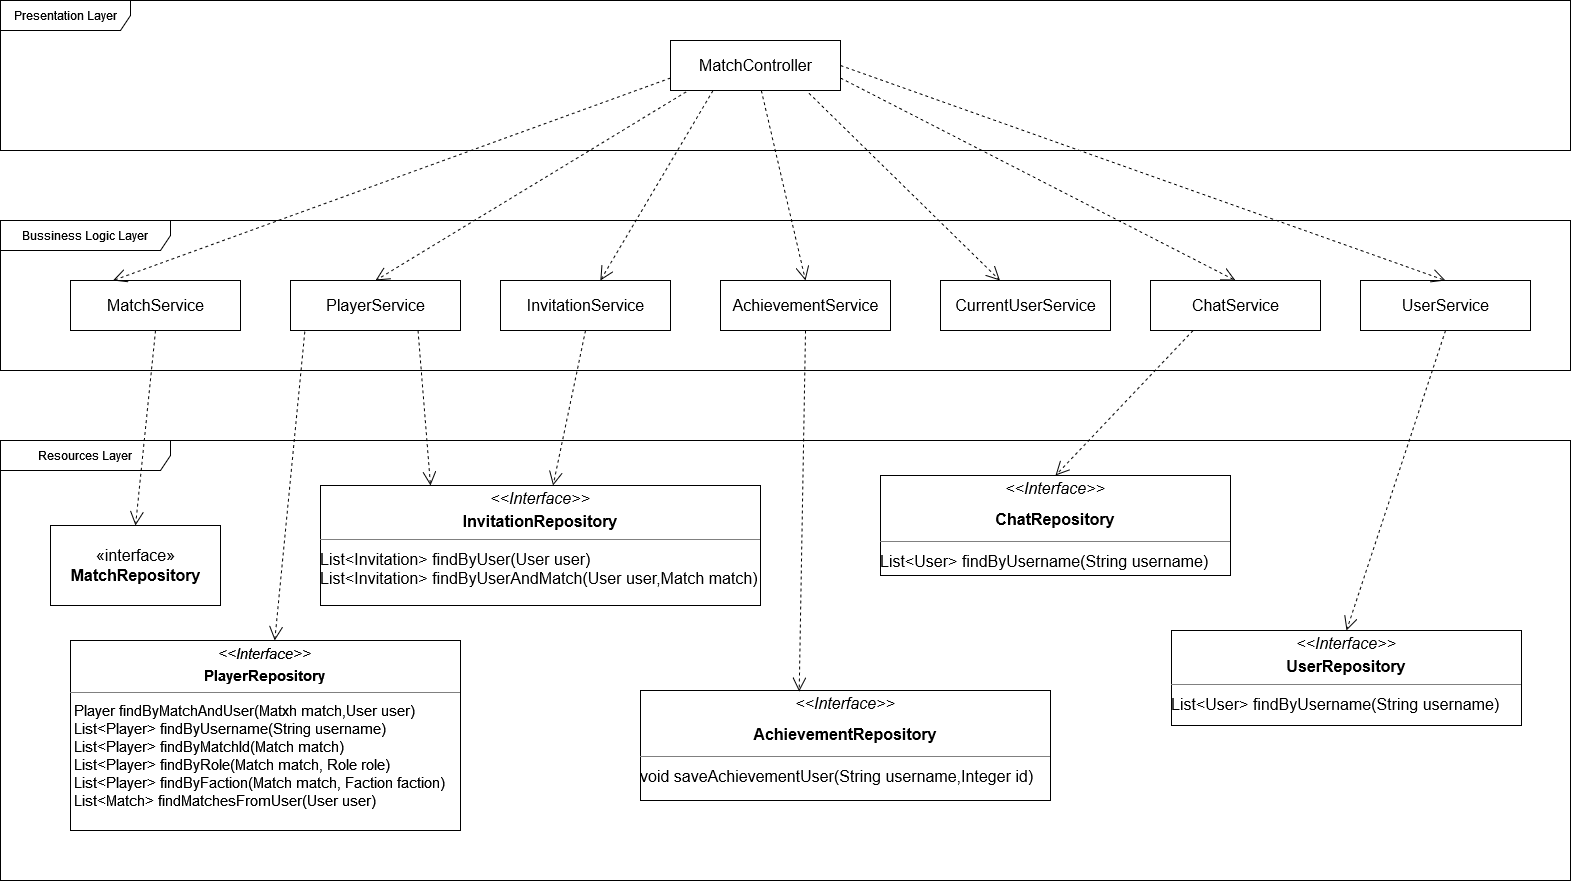 Presentation Layer
MatchController
Bussiness Logic Layer
MatchService
PlayerService
InvitationService
AchievementService
CurrentUserService
ChatService
UserService
Resources Layer
«interface»
MatchRepository
<<Interface>>
InvitationRepository
List<Invitation> findByUser(User user)
List<Invitation> findByUserAndMatch(User user,Match match)
<<Interface>>
ChatRepository
List<User> findByUsername(String username)
<<Interface>>
PlayerRepository
Player findByMatchAndUser(Matxh match,User user)
List<Player> findByUsername(String username)
List<Player> findByMatchId(Match match)
List<Player> findByRole(Match match, Role role)
List<Player> findByFaction(Match match, Faction faction)
List<Match> findMatchesFromUser(User user)
<<Interface>>
AchievementRepository
void saveAchievementUser(String username,Integer id)
<<Interface>>
UserRepository
List<User> findByUsername(String username)